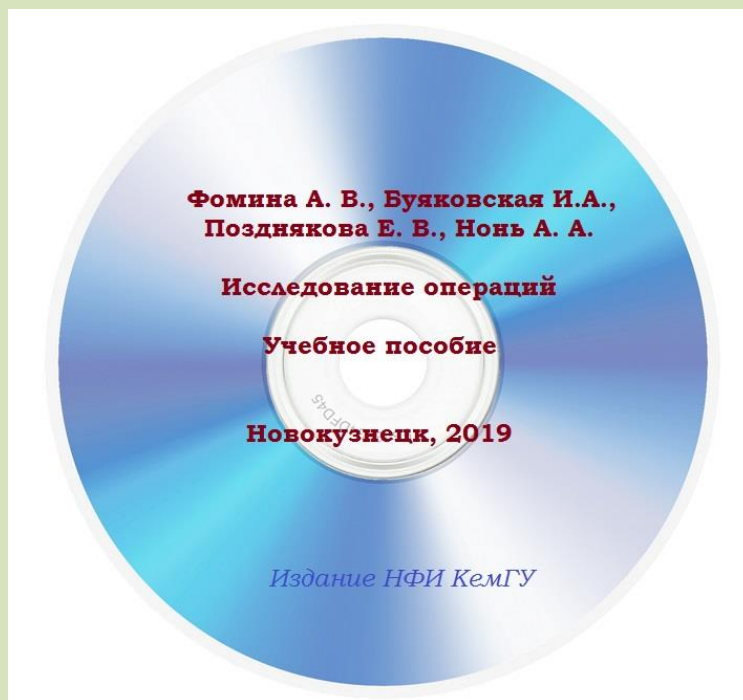 Фомина А. В., Буяковская И.А.,
Позднякова Е. В., Нонь А. А.
Исследование операций
Учебное пособие
Новокузнецк, 2019
Издание НФИ КемГУ